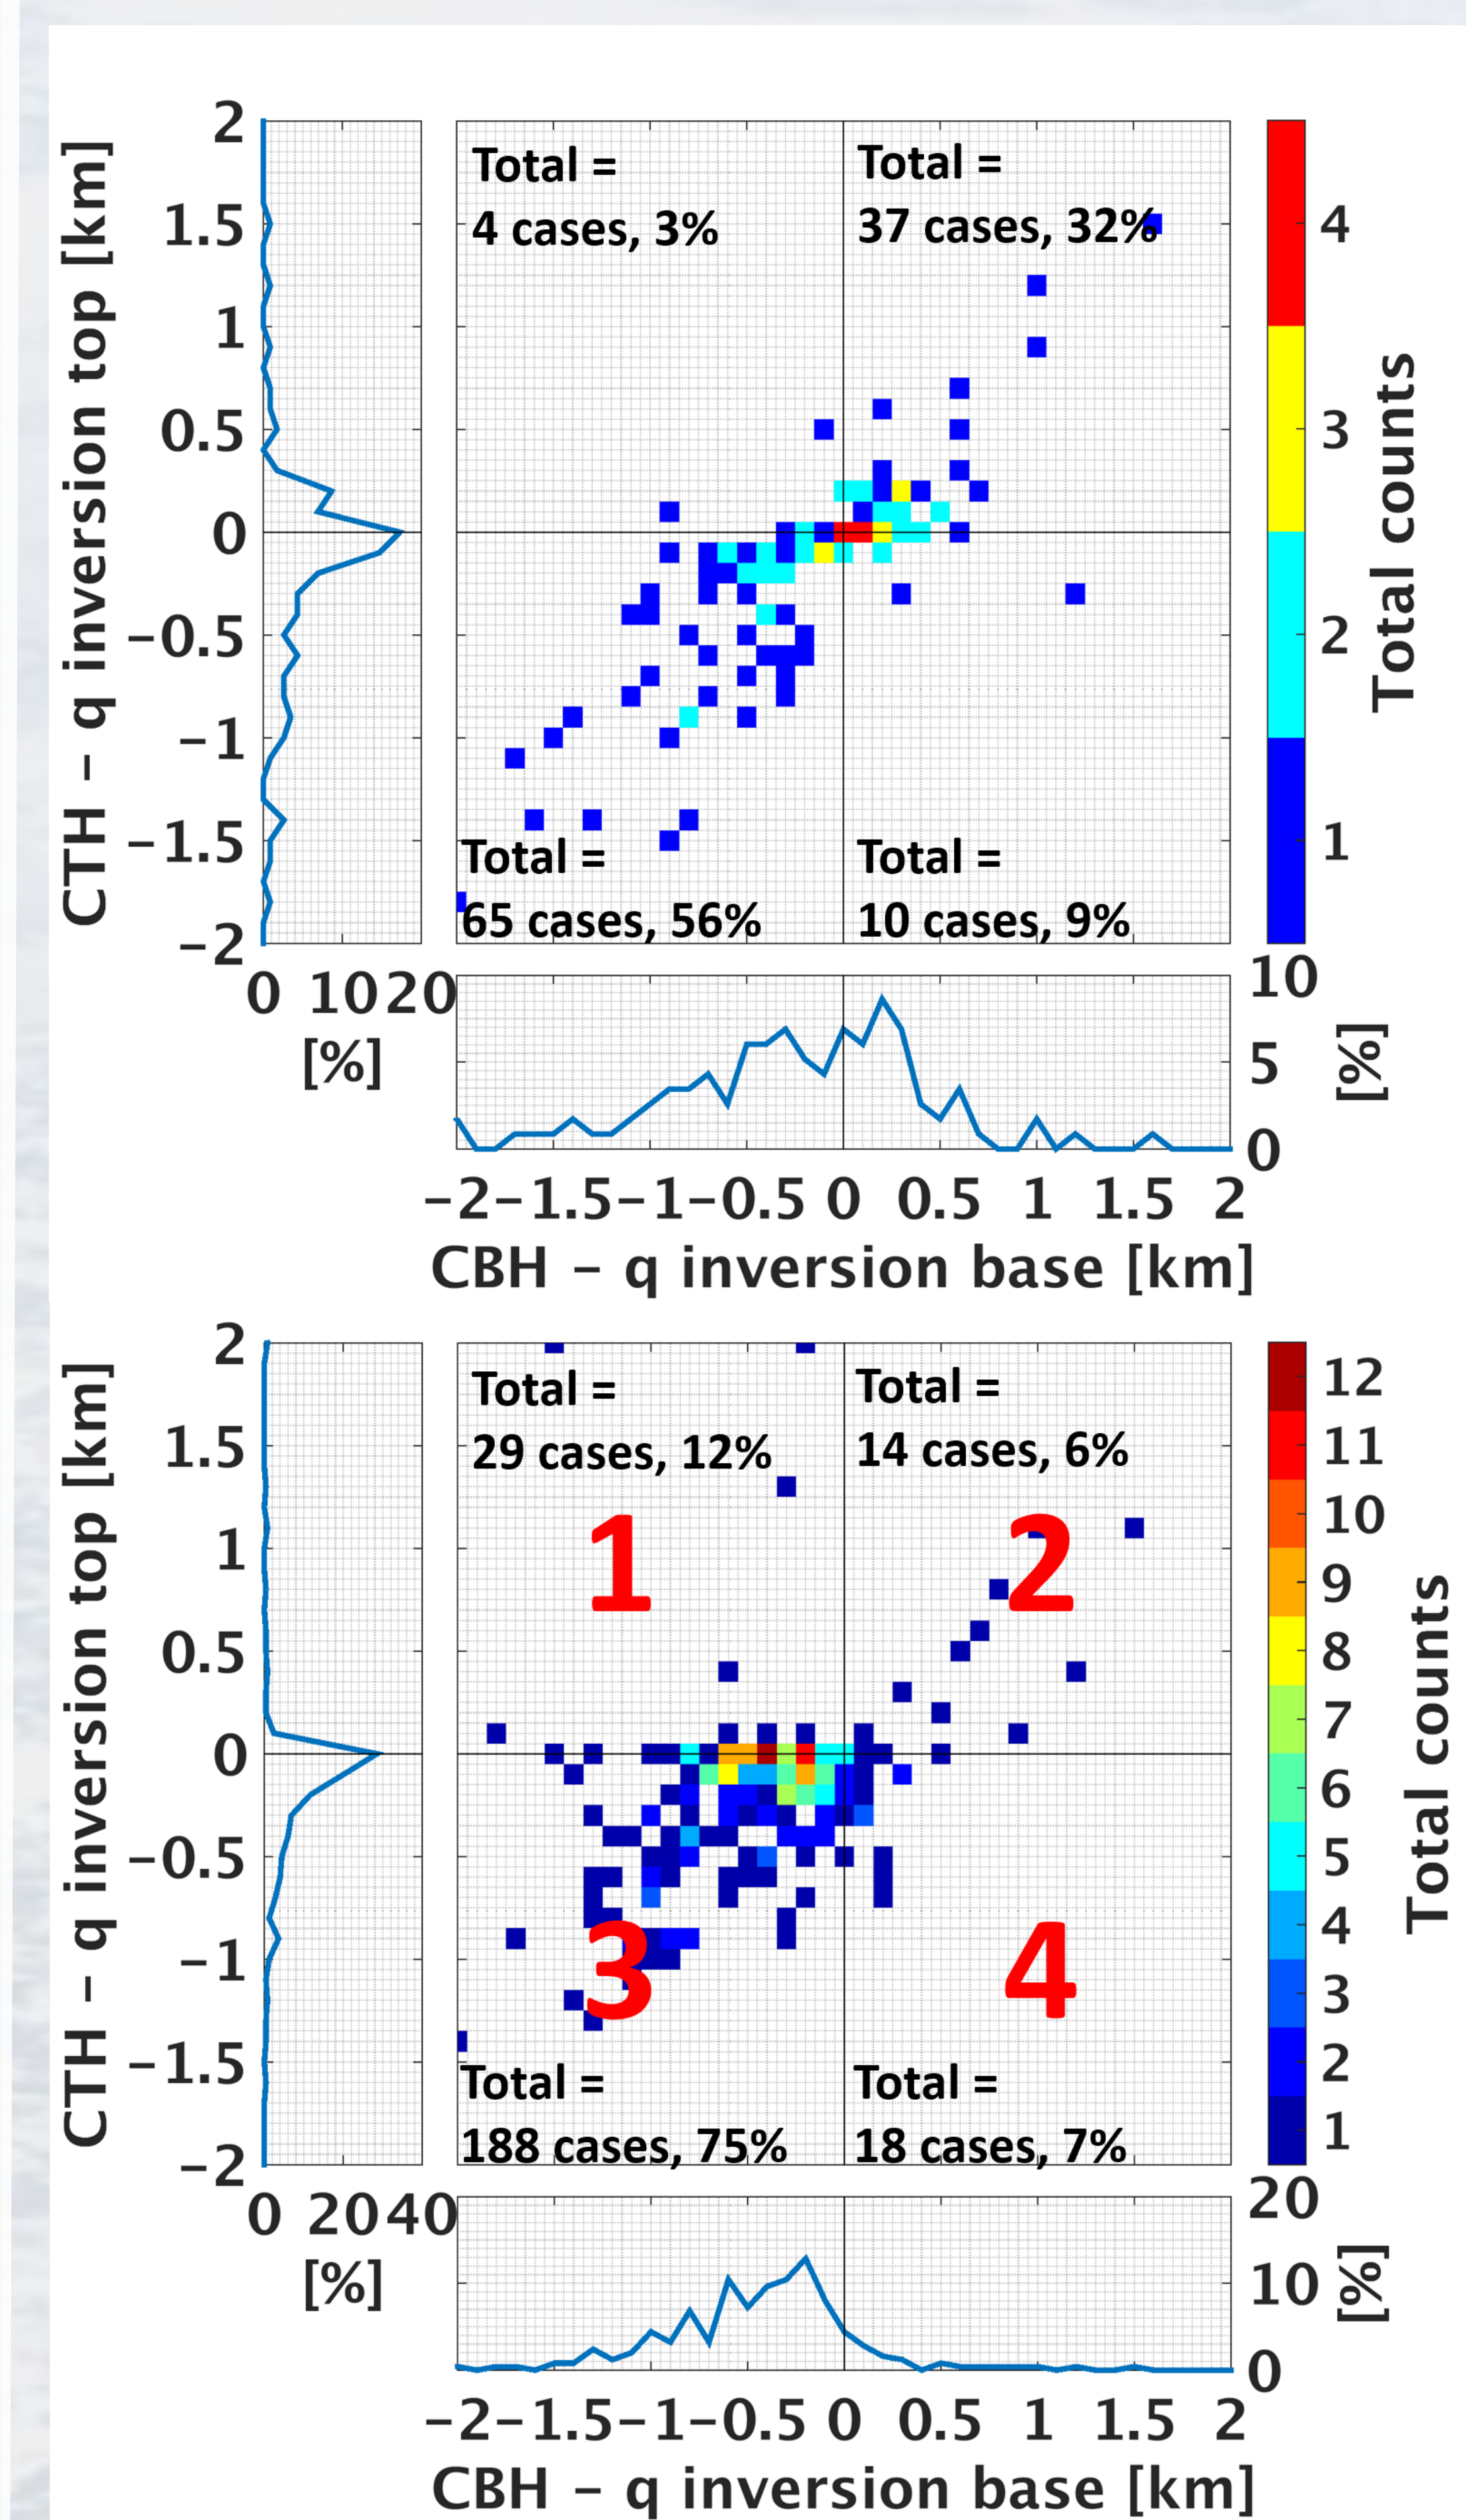 CTH – q inversion top [km]
2
1.5
1
0.5
0
−0.5
−1
−1.5
−2
0 10 20
[%]
Total =
4 cases, 3%
Total =
37 cases, 32%
Total =
65 cases, 56%
Total =
10 cases, 9%
4
3
2
1
Total counts
10
5
0
[%]
−2 −1.5 −1 −0.5 0 0.5 1 1.5 2
CBH – q inversion base [km]
CTH – q inversion top [km]
2
1.5
1
0.5
0
−0.5
−1
−1.5
−2
0 20 40
[%]
Total =
29 cases, 12%
Total =
14 cases, 6%
1
2
3
4
Total =
188 cases, 75%
Total =
18 cases, 7%
12
11
10
9
8
7
6
5
4
3
2
1
Total counts
20
10
0
[%]
−2 −1.5 −1 −0.5 0 0.5 1 1.5 2
CBH – q inversion base [km]